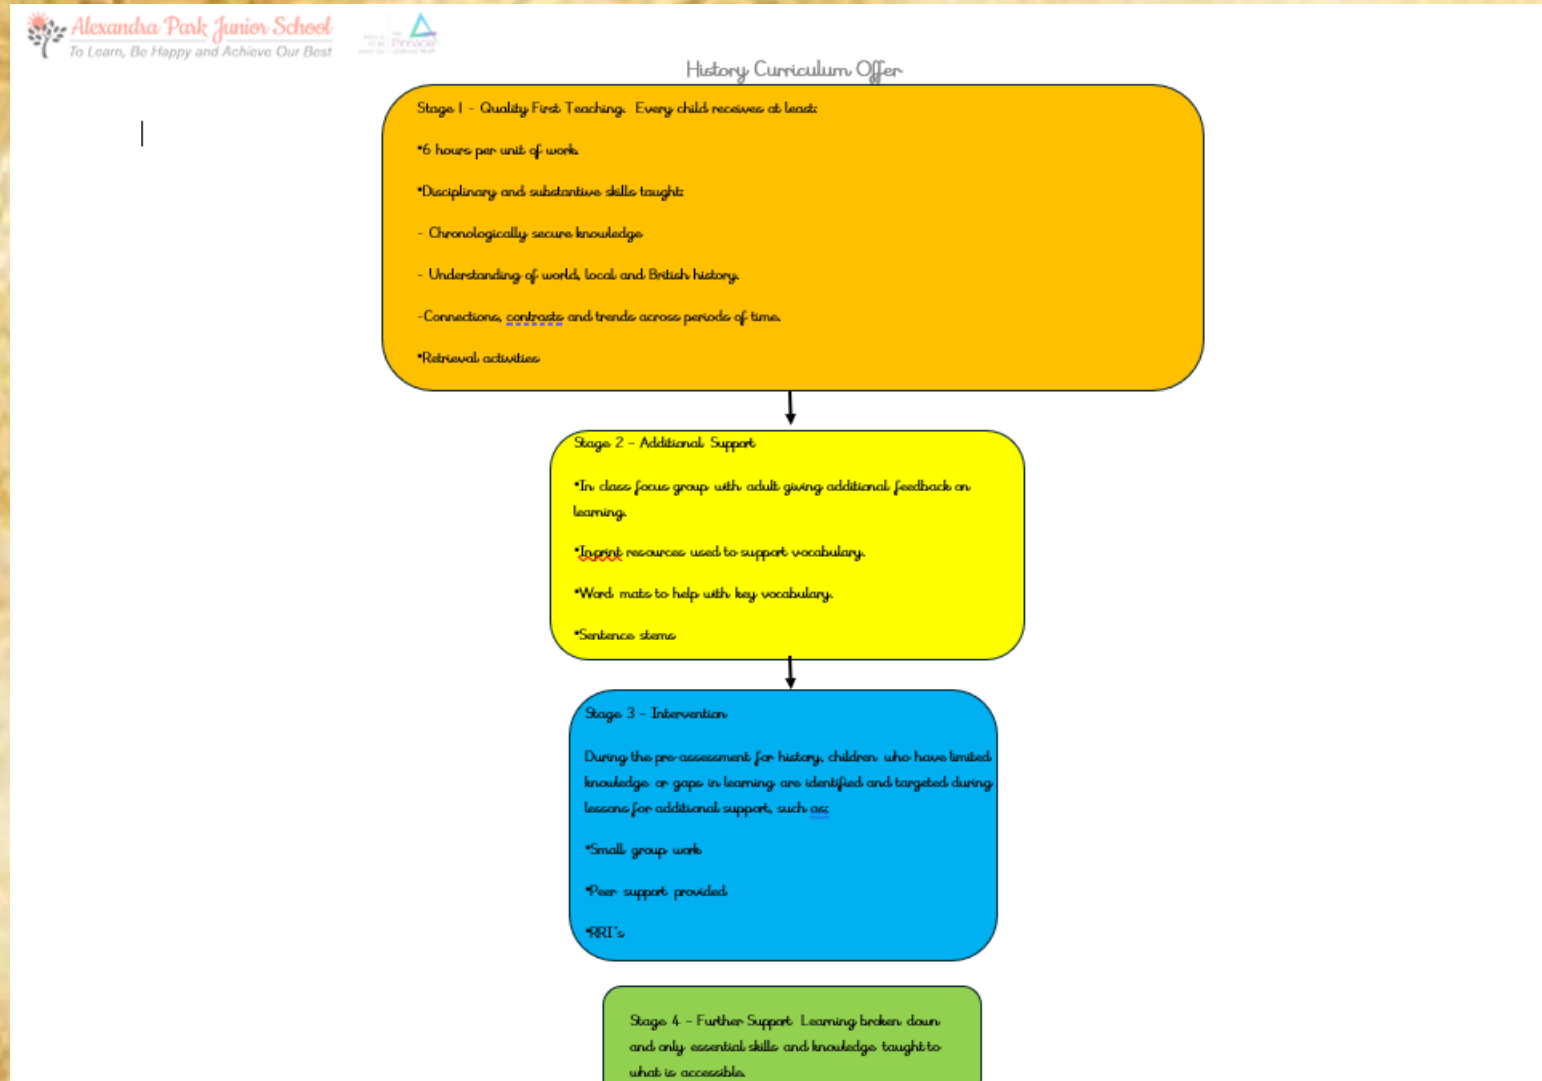 Alexandra Park Junior School
To Learn, Be Happy and Achieve Our Best
Pinnacle
History Curriculum Offer
Stage 1 - Quality First Teaching. Every child receives at least:
*6 hours per unit of work.
*Disciplinary and substantive skills taught:
- Chronologically secure knowledge
- Understanding of world, local and British history.
-Connections, contrasts and trends across periods of time.
*Retrieval activities
Stage 2 - Additional Support
*In class focus group with adult giving additional feedback on
learning.
*Inprint resources used to support vocabulary.
*Word mats to help with key vocabulary.
*Sentence stems
Stage 3 - Intervention
During the pre-assessment for history, children who have limited
knowledge or gaps in learning are identified and targeted during
lessons for additional support, such as:
*Small group work
*Peer support provided
*RRI's
Stage 4 - Further Support Learning broken down
and only essential skills and knowledge taught to
what is accessible.